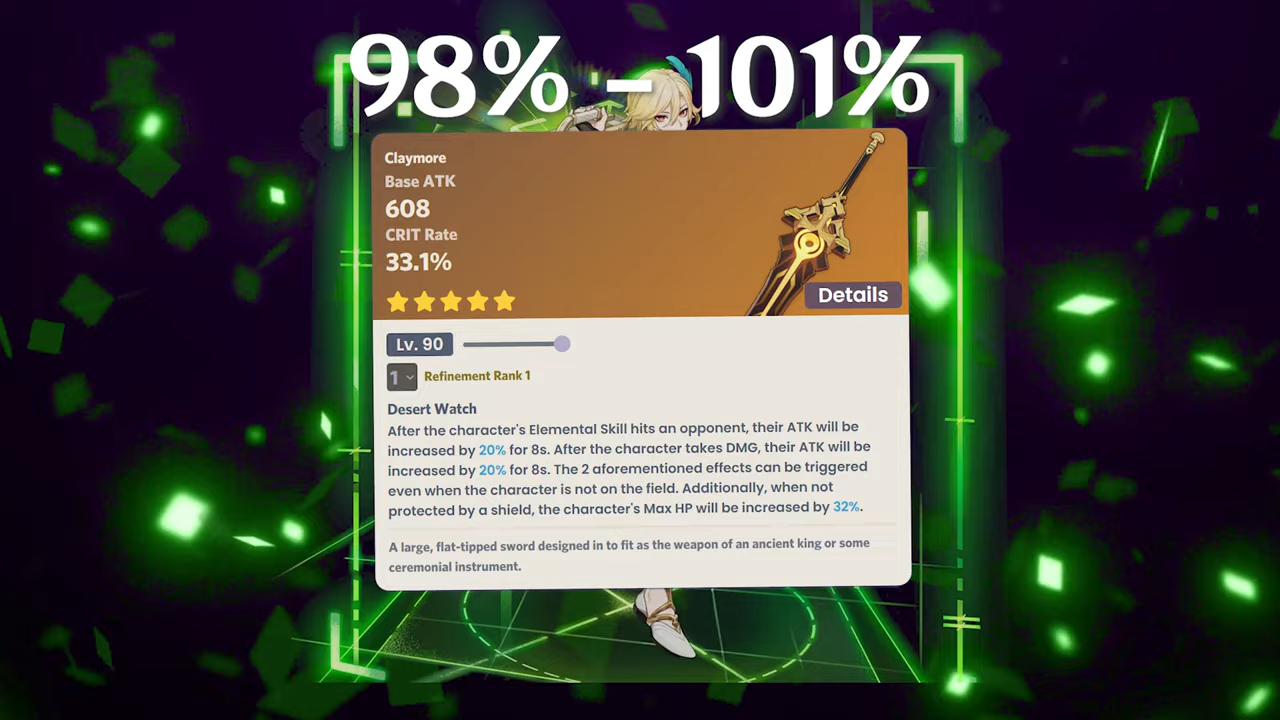 98% – 101%
Claymore
Base ATK
608
CRIT Rate
33.1%
Details
Lv. 90
1
Refinement Rank 1
Desert Watch
After the character's Elemental Skill hits an opponent, their ATK will be
increased by 20% for 8s. After the character takes DMG, their ATK will be
increased by 20% for 8s. The 2 aforementioned effects can be triggered
even when the character is not on the field. Additionally, when not
protected by a shield, the character's Max HP will be increased by 32%.
A large, flat-tipped sword designed in to fit as the weapon of an ancient king or some
ceremonial instrument.